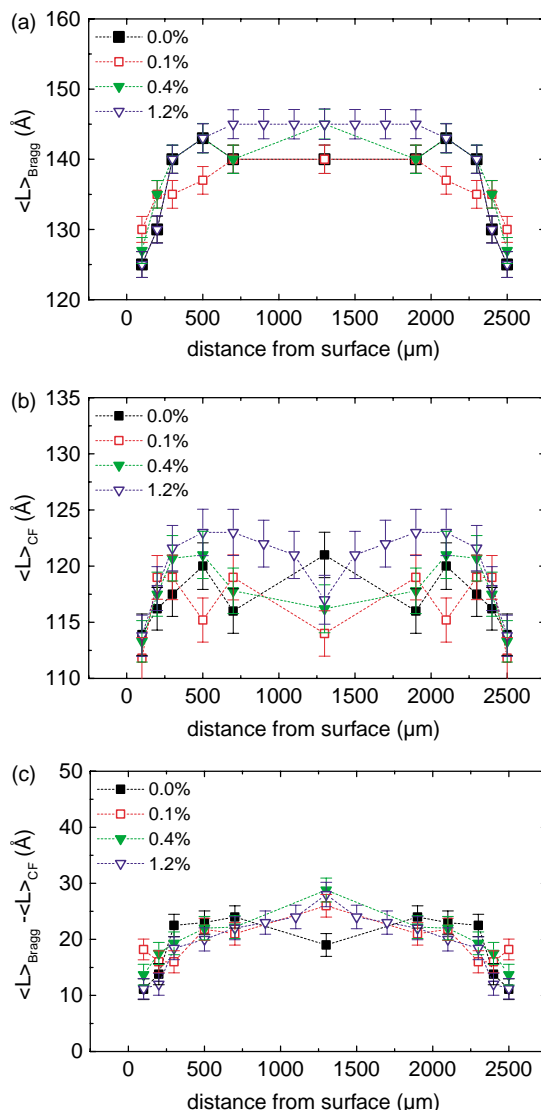 (a)
160
150
140
130
120
<L>Bragg (Å)
0.0%
0.1%
0.4%
1.2%
0 500 1000 1500 2000 2500
distance from surface (μm)
(b)
135
130
125
120
115
110
<L>CF (Å)
0.0%
0.1%
0.4%
1.2%
0 500 1000 1500 2000 2500
distance from surface (μm)
(c)
50
40
30
20
10
0
<L>Bragg -<L>CF (Å)
0.0%
0.1%
0.4%
1.2%
0 500 1000 1500 2000 2500
distance from surface (μm)